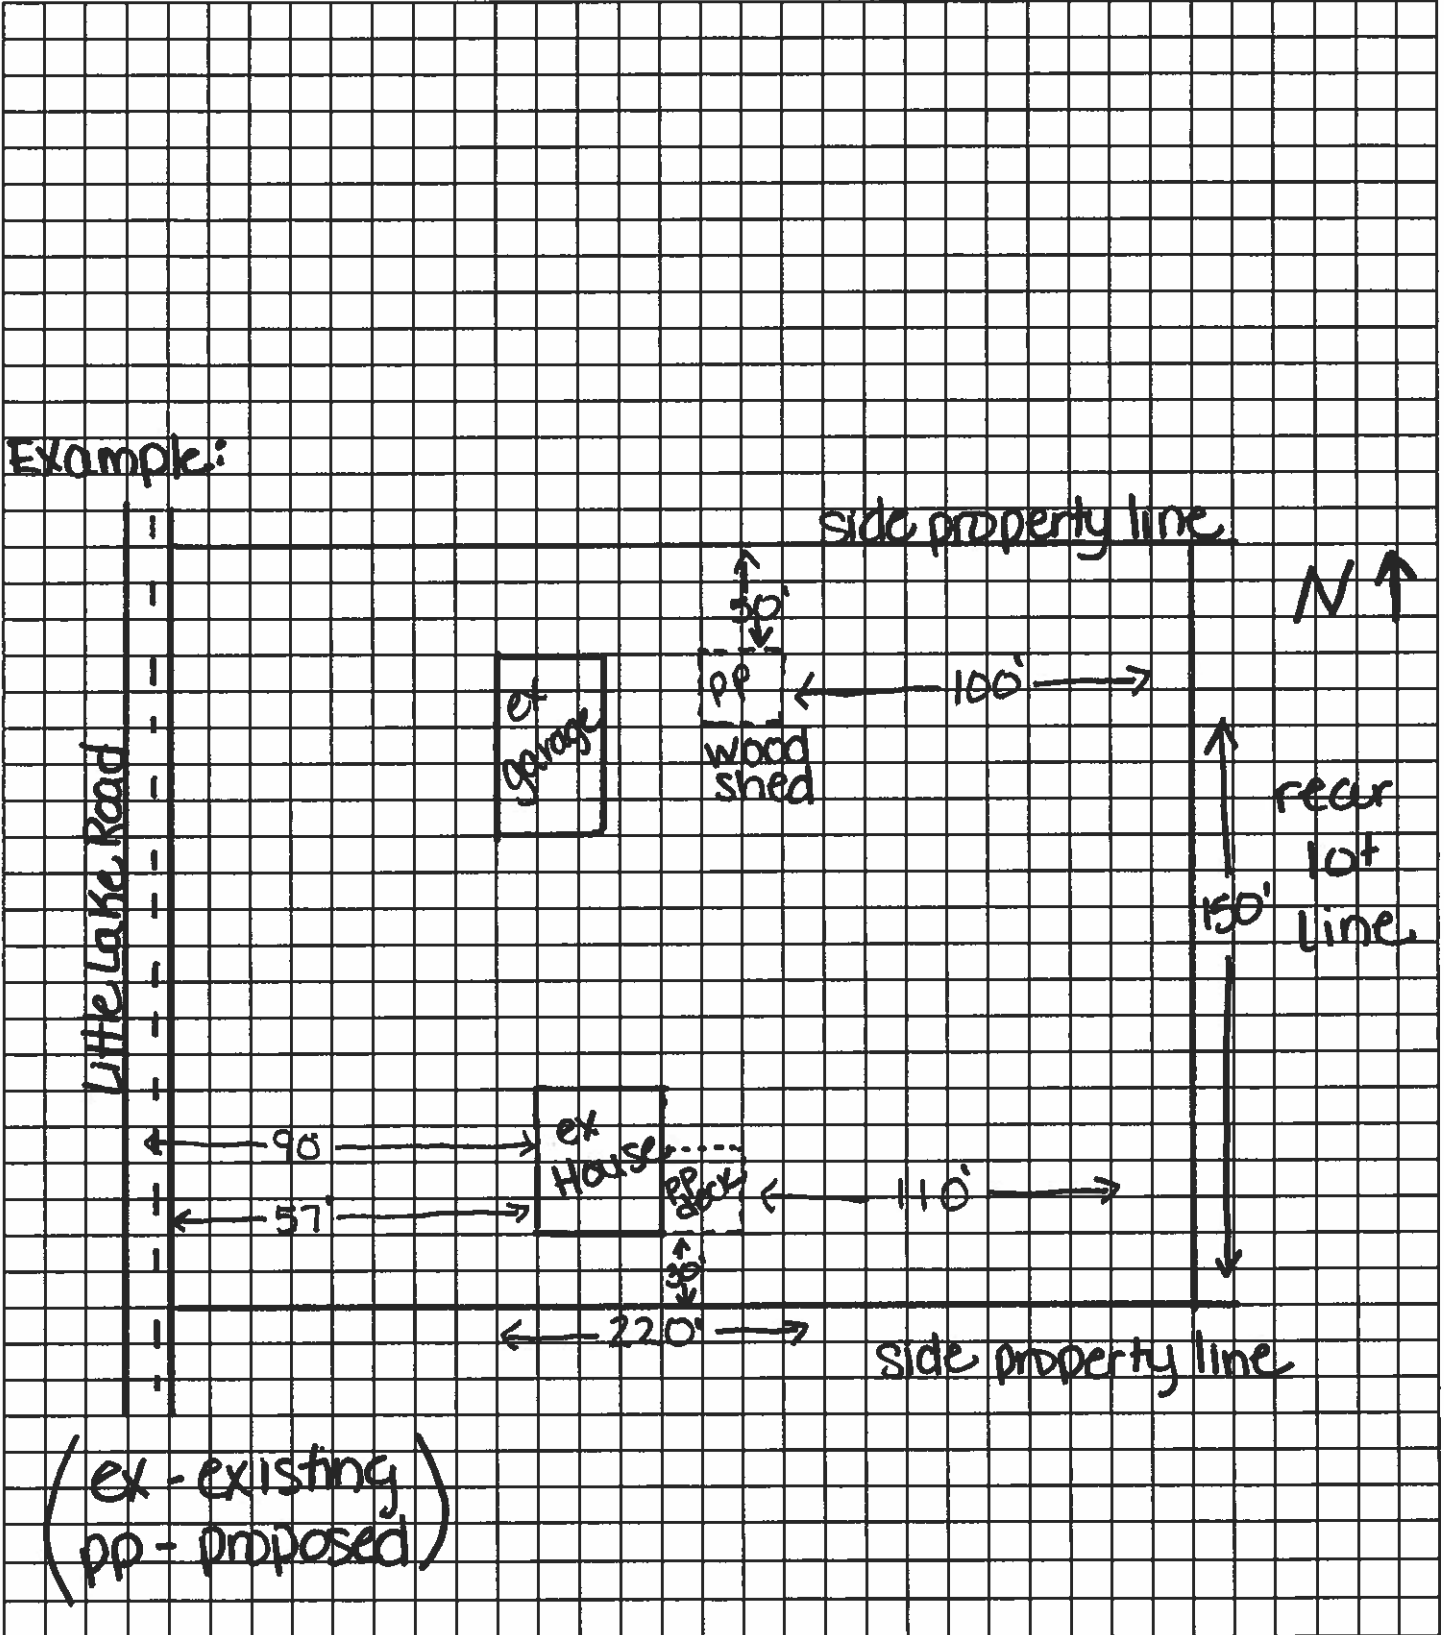 Example:
side property line
N
30'
ex
garage
pp
100'
wood
shed
Little Lake Road
rear
lot
line
150'
ex
House
90'
pp
deck
110'
57'
30'
220'
side property line
(ex - existing
pp - proposed)